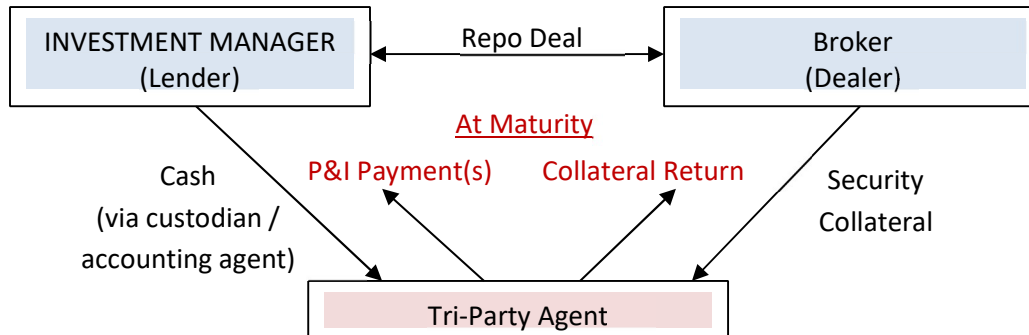 INVESTMENT MANAGER
(Lender)
Repo Deal
Broker
(Dealer)
At Maturity
P&I Payment(s)
Collateral Return
Cash
(via custodian /
accounting agent)
Security
Collateral
Tri-Party Agent